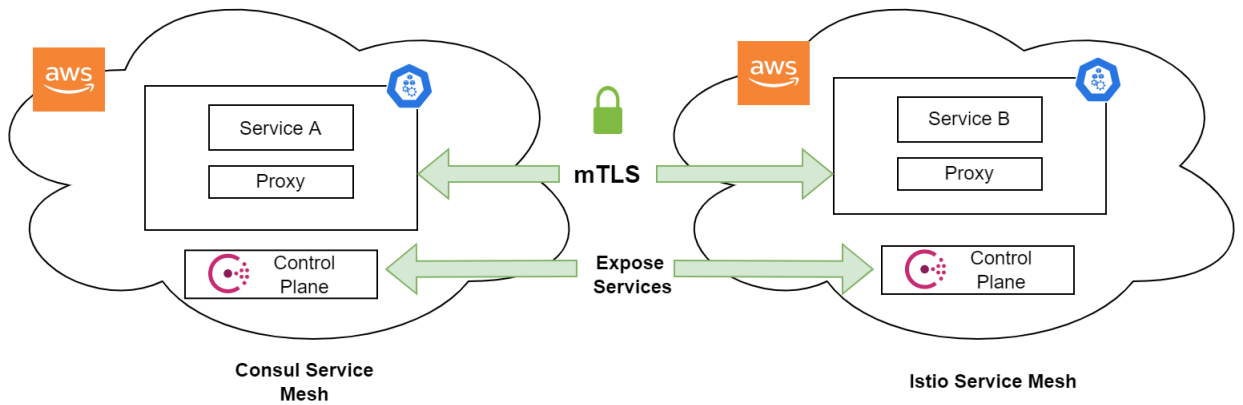 aws
aws
Service A
Proxy
Service B
Proxy
mTLS
Control
Plane
Expose
Services
Control
Plane
Consul Service
Mesh
Istio Service Mesh